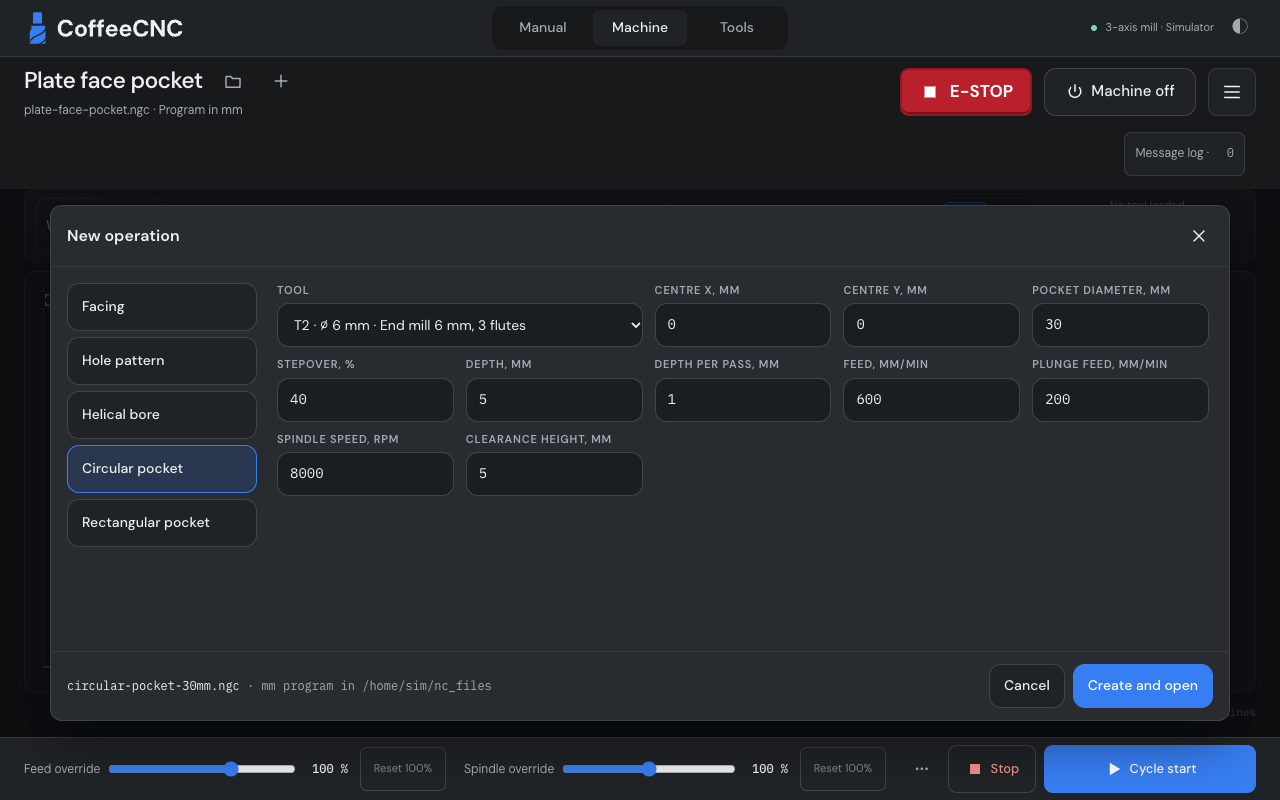 CoffeeCNC
Manual
Machine
Tools
3-axis mill · Simulator
Plate face pocket
plate-face-pocket.ngc · Program in mm
E-STOP
Machine off
Message log · 0
No tool loaded
New operation
Facing
Hole pattern
Helical bore
Circular pocket
Rectangular pocket
TOOL
CENTRE X, MM
CENTRE Y, MM
POCKET DIAMETER, MM
T2 · ⌀ 6 mm · End mill 6 mm, 3 flutes
0
0
30
STEPOVER, %
DEPTH, MM
DEPTH PER PASS, MM
FEED, MM/MIN
PLUNGE FEED, MM/MIN
40
5
1
600
200
SPINDLE SPEED, RPM
CLEARANCE HEIGHT, MM
8000
5
circular-pocket-30mm.ngc · mm program in /home/sim/nc_files
Cancel
Create and open
Feed override
100 %
Reset 100%
Spindle override
100 %
Reset 100%
Stop
Cycle start